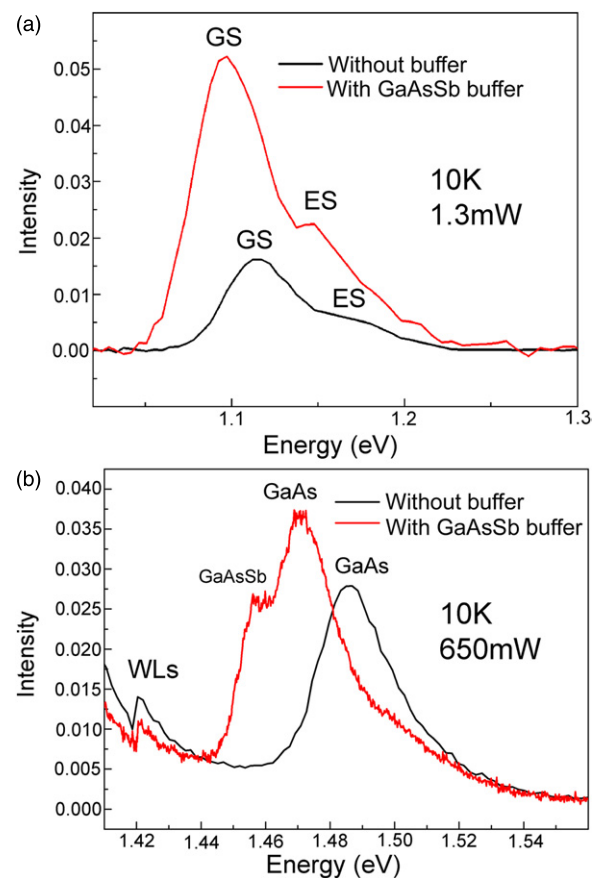 (a)
GS
Without buffer
With GaAsSb buffer
0.05
0.04
10K
0.03
Intensity
ES
1.3mW
GS
0.02
ES
0.01
0.00
1.1
1.2
1.3
Energy (eV)
(b)
0.040
GaAs
Without buffer
0.035
With GaAsSb buffer
GaAs
0.030
GaAsSb
10K
0.025
650mW
Intensity
0.020
WLs
0.015
0.010
0.005
0.000
1.42
1.44
1.46
1.48
1.50
1.52
1.54
Energy (eV)